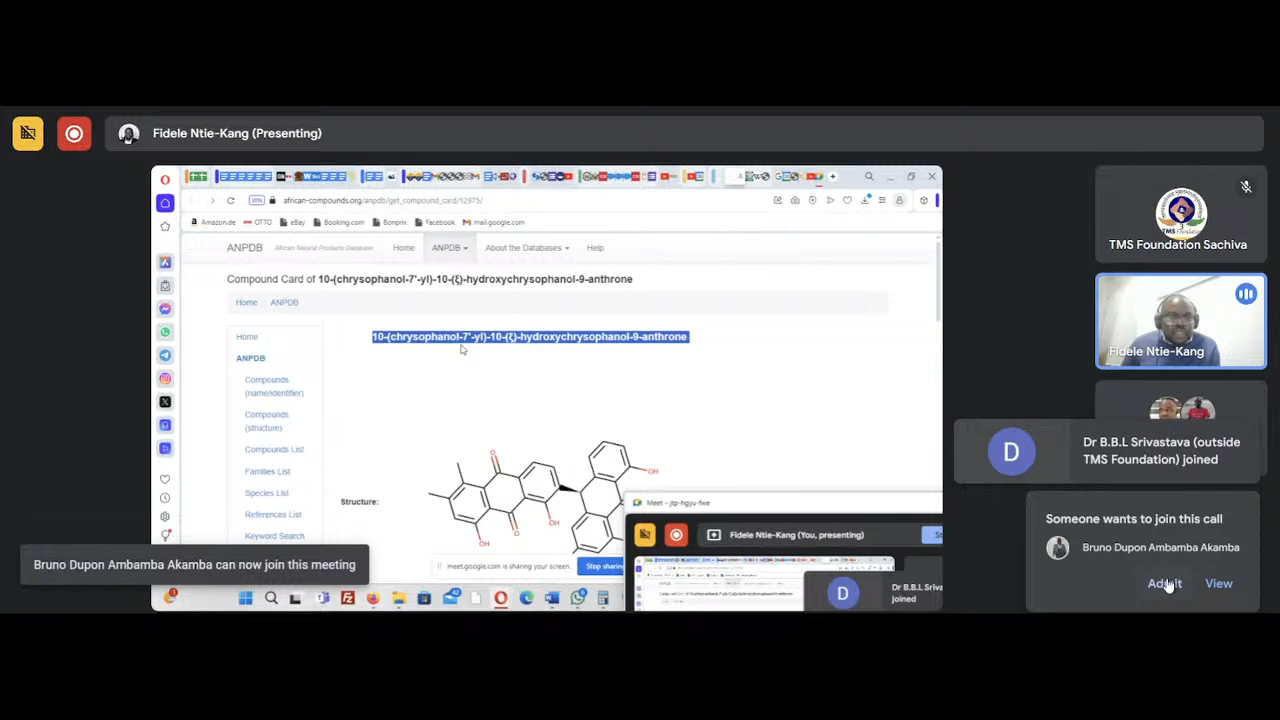 Fidele Ntie-Kang (Presenting)
african-compounds.org/anpdb/get_compound_card/12975/
VPN
Amazon.de
OTTO
eBay
Booking.com
Bonprix
Facebook
mail.google.com
ANPDB
African Natural Products Database
Home
ANPDB
About the Databases
Help
Compound Card of 10-(chrysophanol-7'-yl)-10-(ξ)-hydroxychrysophanol-9-anthrone
Home
ANPDB
Home
ANPDB
Compounds
(name/identifier)
Compounds
(structure)
Compounds List
Families List
Species List
References List
Keyword Search
10-(chrysophanol-7'-yl)-10-(ξ)-hydroxychrysophanol-9-anthrone
Structure:
O
O
OH
OH
OH
Meet – jtp-hgyu-fiwe
Fidele Ntie-Kang (You, presenting)
meet.google.com is sharing your screen.
Stop sharing
D
Dr B.B.L Sriva
joined
Bruno Dupon Ambamba Akamba can now join this meeting
TMS Foundation Sachiva
Fidele Ntie-Kang
D
Dr B.B.L Srivastava (outside
TMS Foundation) joined
Someone wants to join this call
Bruno Dupon Ambamba Akamba
Admit
View